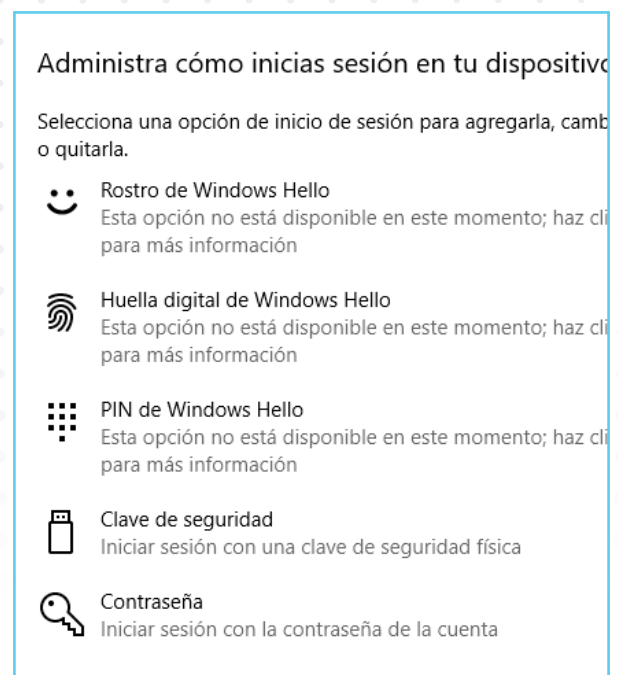 Administra cómo inicias sesión en tu dispositivo
Selecciona una opción de inicio de sesión para agregarla, camb
o quitarla.
Rostro de Windows Hello
Esta opción no está disponible en este momento; haz cli
para más información
Huella digital de Windows Hello
Esta opción no está disponible en este momento; haz cli
para más información
PIN de Windows Hello
Esta opción no está disponible en este momento; haz cli
para más información
Clave de seguridad
Iniciar sesión con una clave de seguridad física
Contraseña
Iniciar sesión con la contraseña de la cuenta